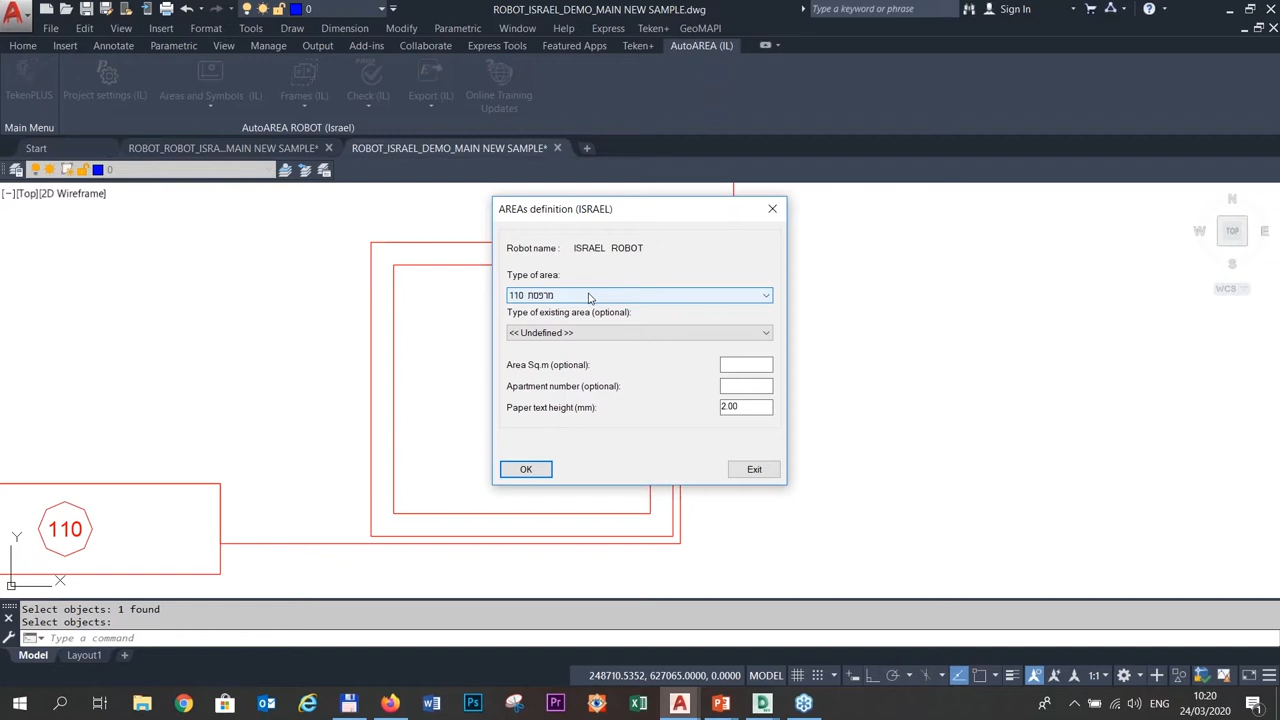 0
ROBOT_ISRAEL_DEMO_MAIN NEW SAMPLE.dwg
Type a keyword or phrase
Sign In
File Edit View Insert Format Tools Draw Dimension Modify Parametric Window Help Express Teken+ GeoMAPI
Home Insert Annotate Parametric View Manage Output Add-ins Collaborate Express Tools Featured Apps Teken+ AutoAREA (IL)
TekenPLUS
Project settings (IL)
Areas and Symbols (IL)
Frames (IL)
Check (IL)
Export (IL)
Online Training
Updates
Main Menu
AutoAREA ROBOT (Israel)
Start
ROBOT_ROBOT_ISRA...MAIN NEW SAMPLE*
ROBOT_ISRAEL_DEMO_MAIN NEW SAMPLE*
0
[−][Top][2D Wireframe]
N
W TOP E
S
WCS
AREAs definition (ISRAEL)
Robot name : ISRAEL ROBOT
Type of area:
110 מרפסת
Type of existing area (optional):
<< Undefined >>
Area Sq.m (optional):
Apartment number (optional):
Paper text height (mm): 2.00
OK Exit
110
Y
X
Select objects: 1 found
Select objects:
Type a command
Model Layout1
248710.5352, 627065.0000, 0.0000 MODEL 1:1
ENG
10:20
24/03/2020